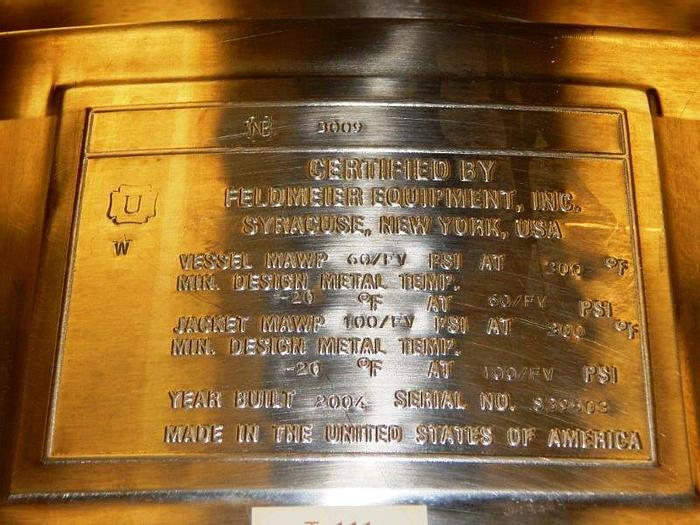 NB 3009
CERTIFIED BY
FELDMEIER EQUIPMENT, INC.
SYRACUSE, NEW YORK, USA
U
W
VESSEL MAWP 60/FV PSI AT 300 °F
MIN. DESIGN METAL TEMP.
-20 °F AT 60/FV PSI
JACKET MAWP 100/FV PSI AT 300 °F
MIN. DESIGN METAL TEMP.
-20 °F AT 100/FV PSI
YEAR BUILT 2004 SERIAL NO.
MADE IN THE UNITED STATES OF AMERICA